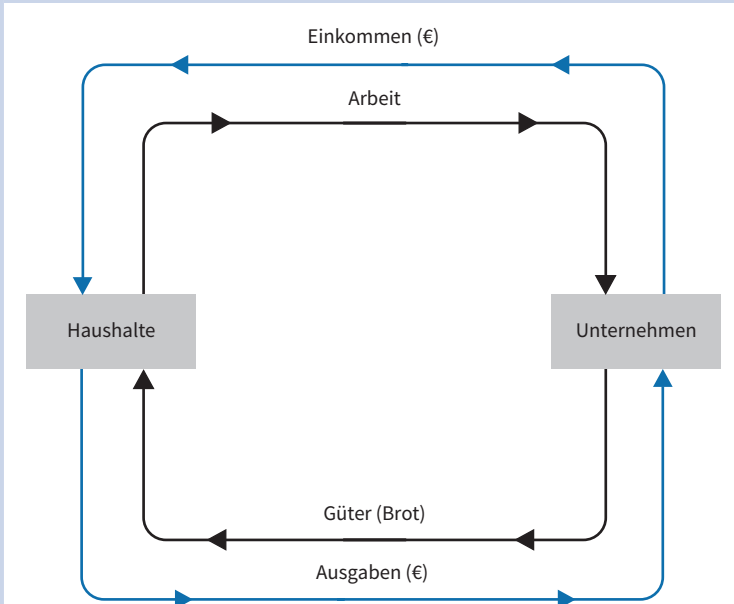 Einkommen (€)
Arbeit
Haushalte
Unternehmen
Güter (Brot)
Ausgaben (€)